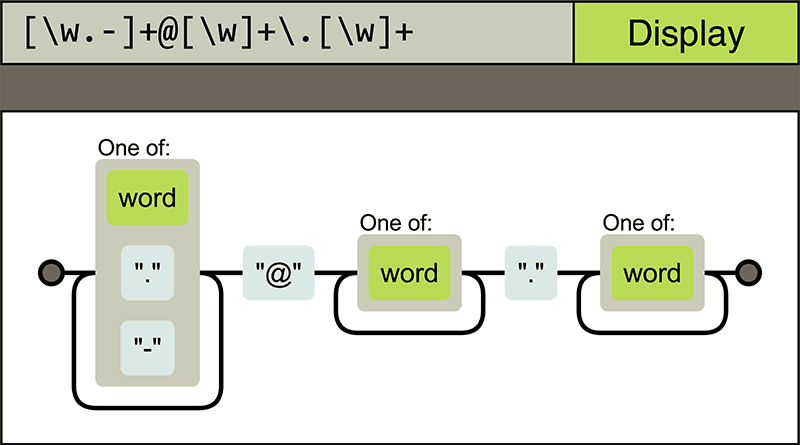 [\w.-]+@[\w]+\.[\w]+
Display
One of:
word
"."
"-"
"@"
One of:
word
"."
One of:
word